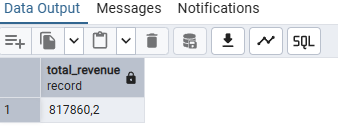 Data Output Messages Notifications
SQL
total_revenue
record
1 817860,2